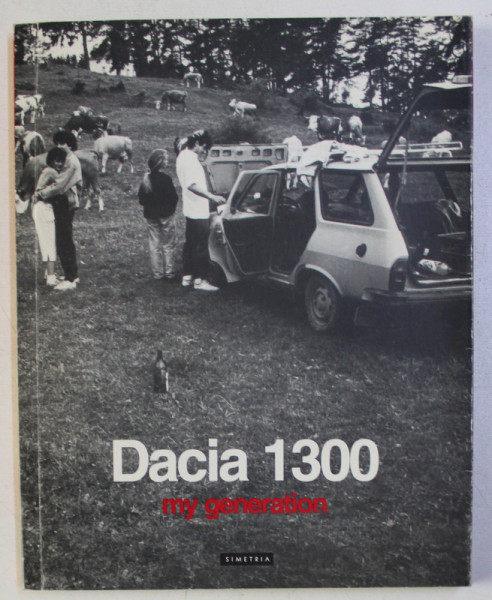 Dacia 1300
my generation
SIMETRIA